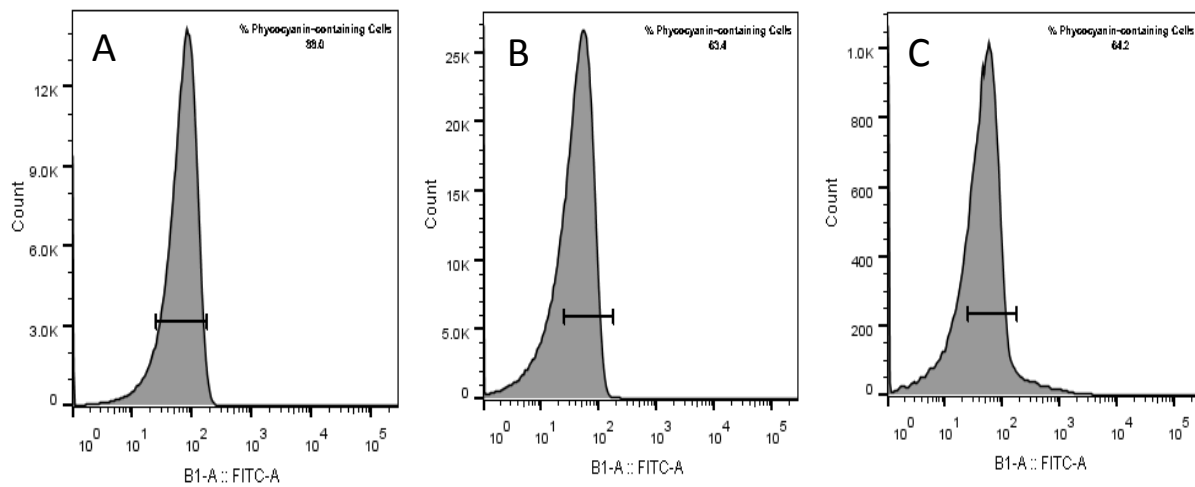 A
% Phycocyanin-containing Cells
12K
9.0K
6.0K
3.0K
0
Count
10^0 10^1 10^2 10^3 10^4 10^5
B1-A :: FITC-A
B
% Phycocyanin-containing Cells
63.4
25K
20K
15K
10K
5.0K
0
Count
10^0 10^1 10^2 10^3 10^4 10^5
B1-A :: FITC-A
C
% Phycocyanin-containing Cells
64.2
1.0K
800
600
400
200
0
Count
10^0 10^1 10^2 10^3 10^4 10^5
B1-A :: FITC-A